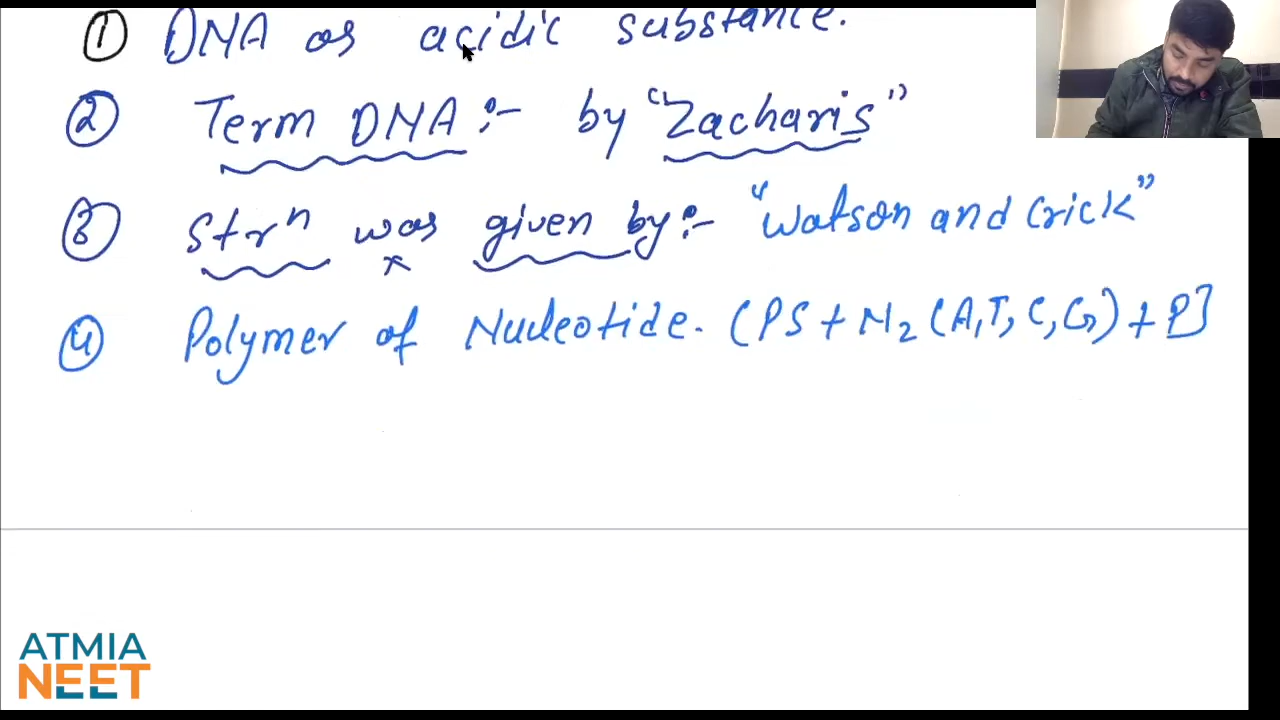 ① DNA as acidic substance.
② Term DNA :- by "Zacharis"
③ Strⁿ was given by :- "Watson and Crick"
④ Polymer of Nucleotide. (PS + N₂ (A,T, C, G) + P]
ATMIA
NEET